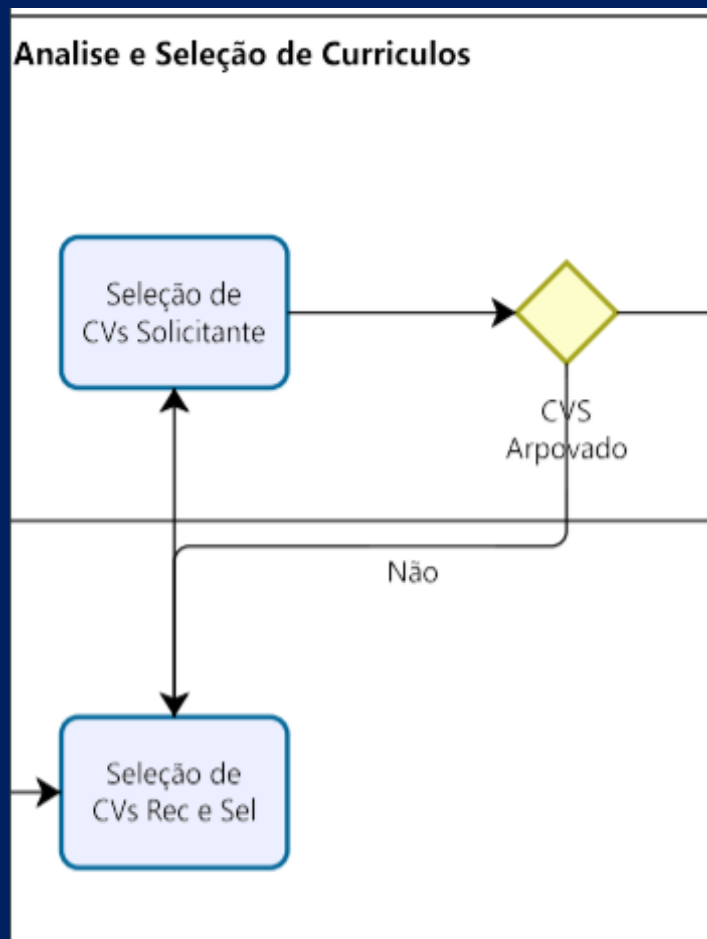 Analise e Seleção de Curriculos
Seleção de
CVs Solicitante
CVS
Arpovado
Não
Seleção de
CVs Rec e Sel